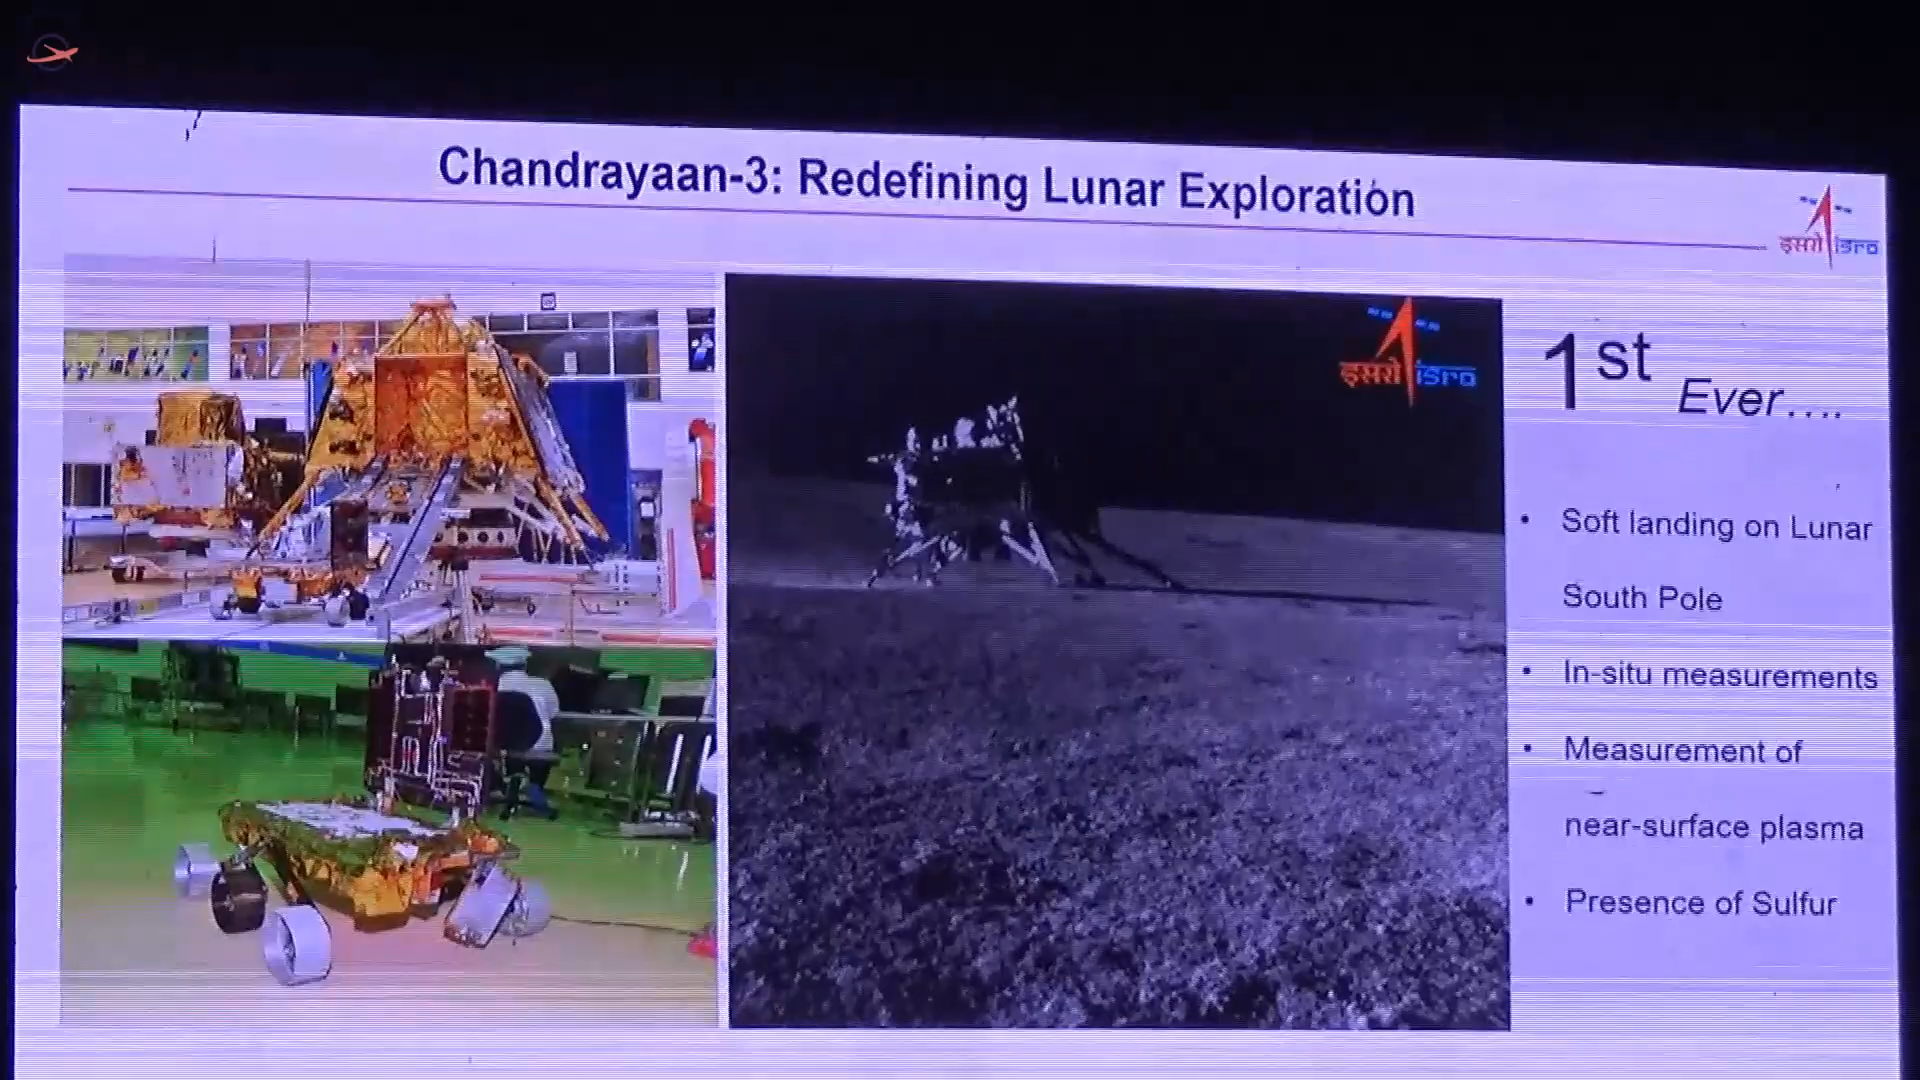 Chandrayaan-3: Redefining Lunar Exploration
इसरो isro
इसरो isro
1st Ever....
• Soft landing on Lunar
South Pole
• In-situ measurements
• Measurement of
near-surface plasma
• Presence of Sulfur